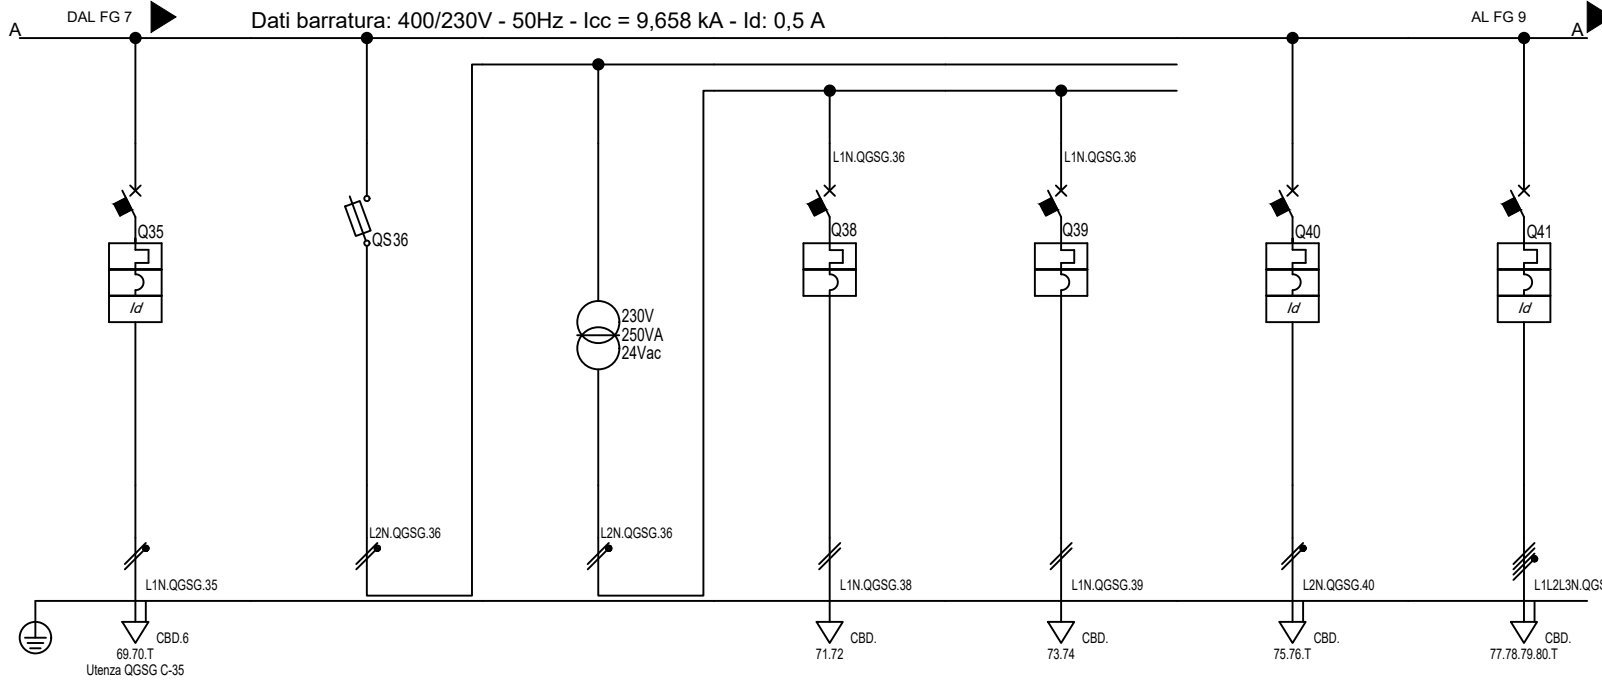 DAL FG 7
Dati barratura: 400/230V - 50Hz - Icc = 9,658 kA - Id: 0,5 A
AL FG 9
A
A
L1N.QGSG.36
L1N.QGSG.36
Q35
QS36
Q38
Q39
Q40
Q41
Id
Id
Id
230V
250VA
24Vac
L2N.QGSG.36
L2N.QGSG.36
L1N.QGSG.35
L1N.QGSG.38
L1N.QGSG.39
L2N.QGSG.40
L1L2L3N.QGS
CBD.6
CBD.
CBD.
CBD.
CBD.
69.70.T
71.72
73.74
75.76.T
77.78.79.80.T
Utenza QGSG C-35